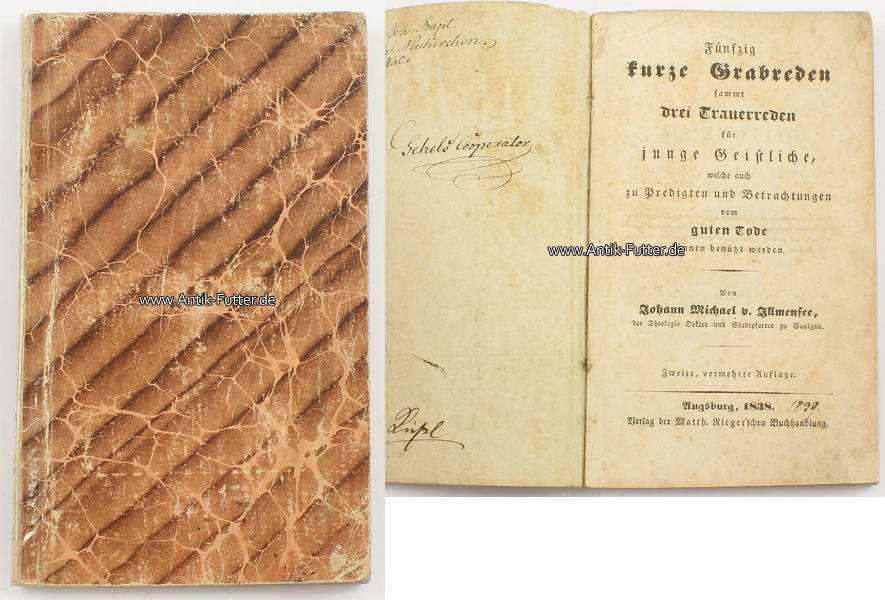 www.Antik-Futter.de
Joh. Bapt.
Neukirchen.
Cooperator
Fünfzig
kurze Grabreden
sammt
drei Trauerreden
für
junge Geistliche,
welche auch
zu Predigten und Betrachtungen
vom
guten Tode
www.Antik-Futter.de
benützt werden.
Von
Johann Michael v. Illmensee,
der Theologie Doktor und Stadtpfarrer zu Saulgau.
Zweite, vermehrte Auflage.
Augsburg, 1838. 1839.
Verlag der Matth. Rieger'schen Buchhandlung.